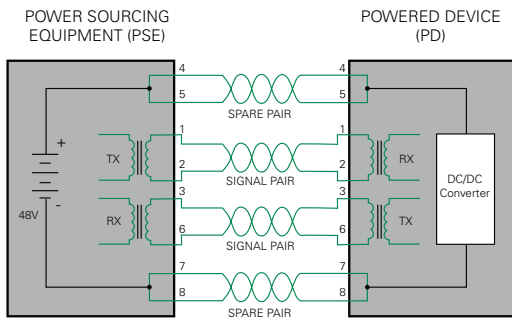 POWER SOURCING
EQUIPMENT (PSE)
POWERED DEVICE
(PD)
4
5
SPARE PAIR
4
5
1
2
SIGNAL PAIR
1
2
TX
RX
+
-
48V
DC/DC
Converter
3
6
SIGNAL PAIR
3
6
RX
TX
7
8
SPARE PAIR
7
8